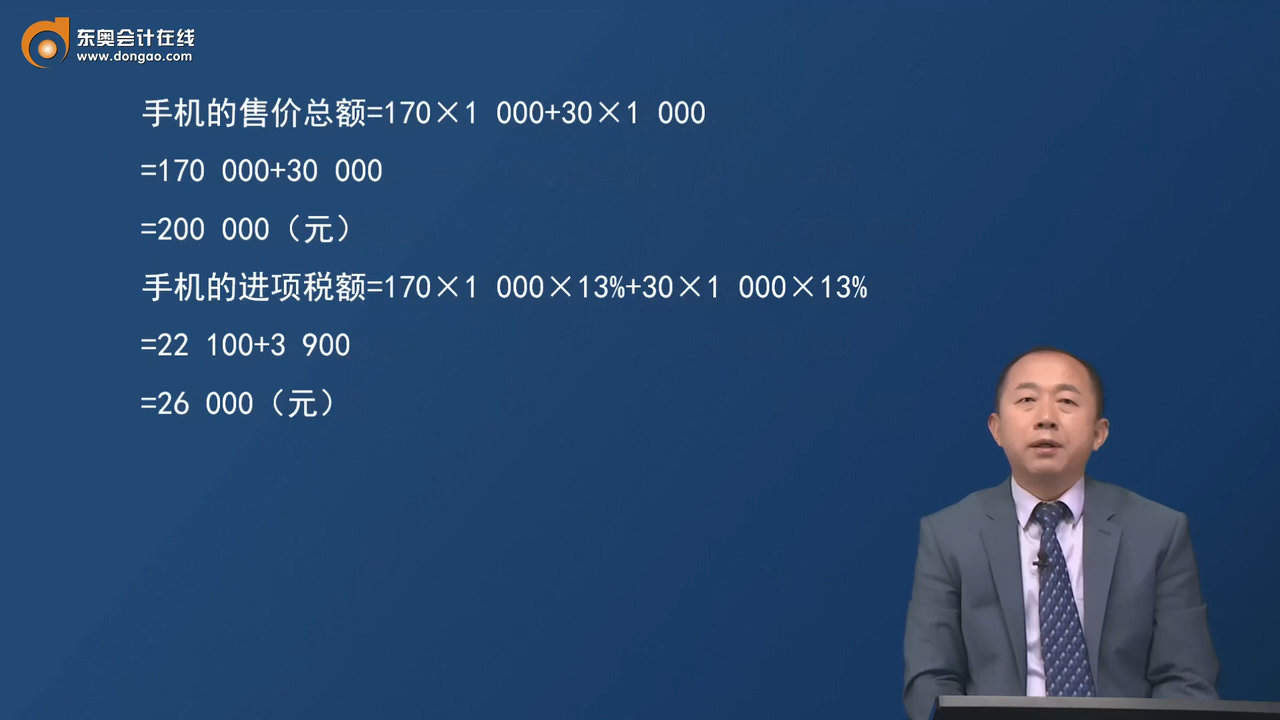 东奥会计在线
www.dongao.com
手机的售价总额=170×1 000+30×1 000
=170 000+30 000
=200 000（元）
手机的进项税额=170×1 000×13%+30×1 000×13%
=22 100+3 900
=26 000（元）